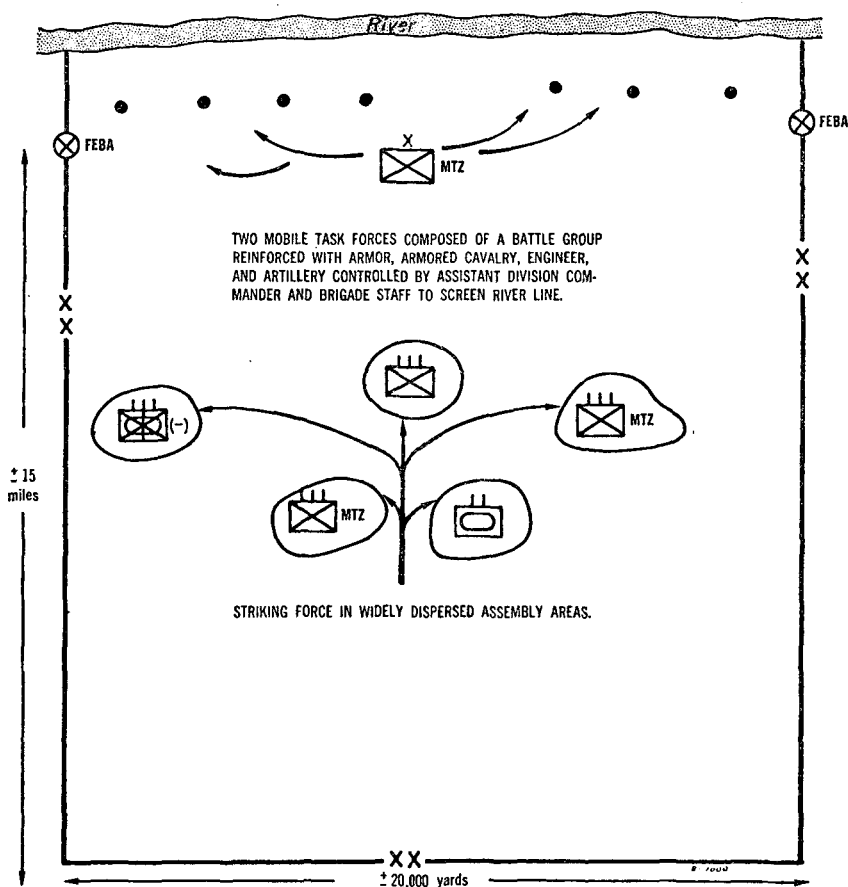 River
FEBA
FEBA
X
MTZ
TWO MOBILE TASK FORCES COMPOSED OF A BATTLE GROUP
REINFORCED WITH ARMOR, ARMORED CAVALRY, ENGINEER,
AND ARTILLERY CONTROLLED BY ASSISTANT DIVISION COM-
MANDER AND BRIGADE STAFF TO SCREEN RIVER LINE.
X
X
X
X
(-)
MTZ
± 15
miles
MTZ
STRIKING FORCE IN WIDELY DISPERSED ASSEMBLY AREAS.
XX
± 20,000 yards